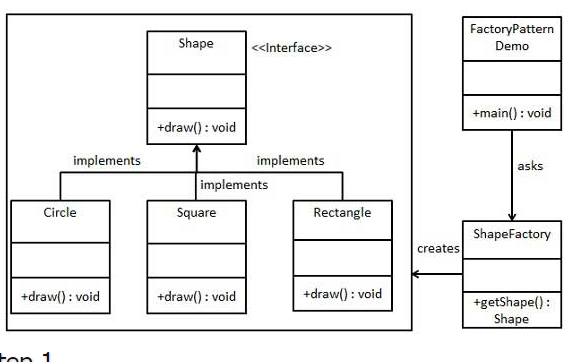 Shape
<<Interface>>
+draw() : void
implements
implements
implements
Circle
+draw() : void
Square
+draw() : void
Rectangle
+draw() : void
FactoryPattern
Demo
+main() : void
asks
ShapeFactory
+getShape() :
Shape
creates